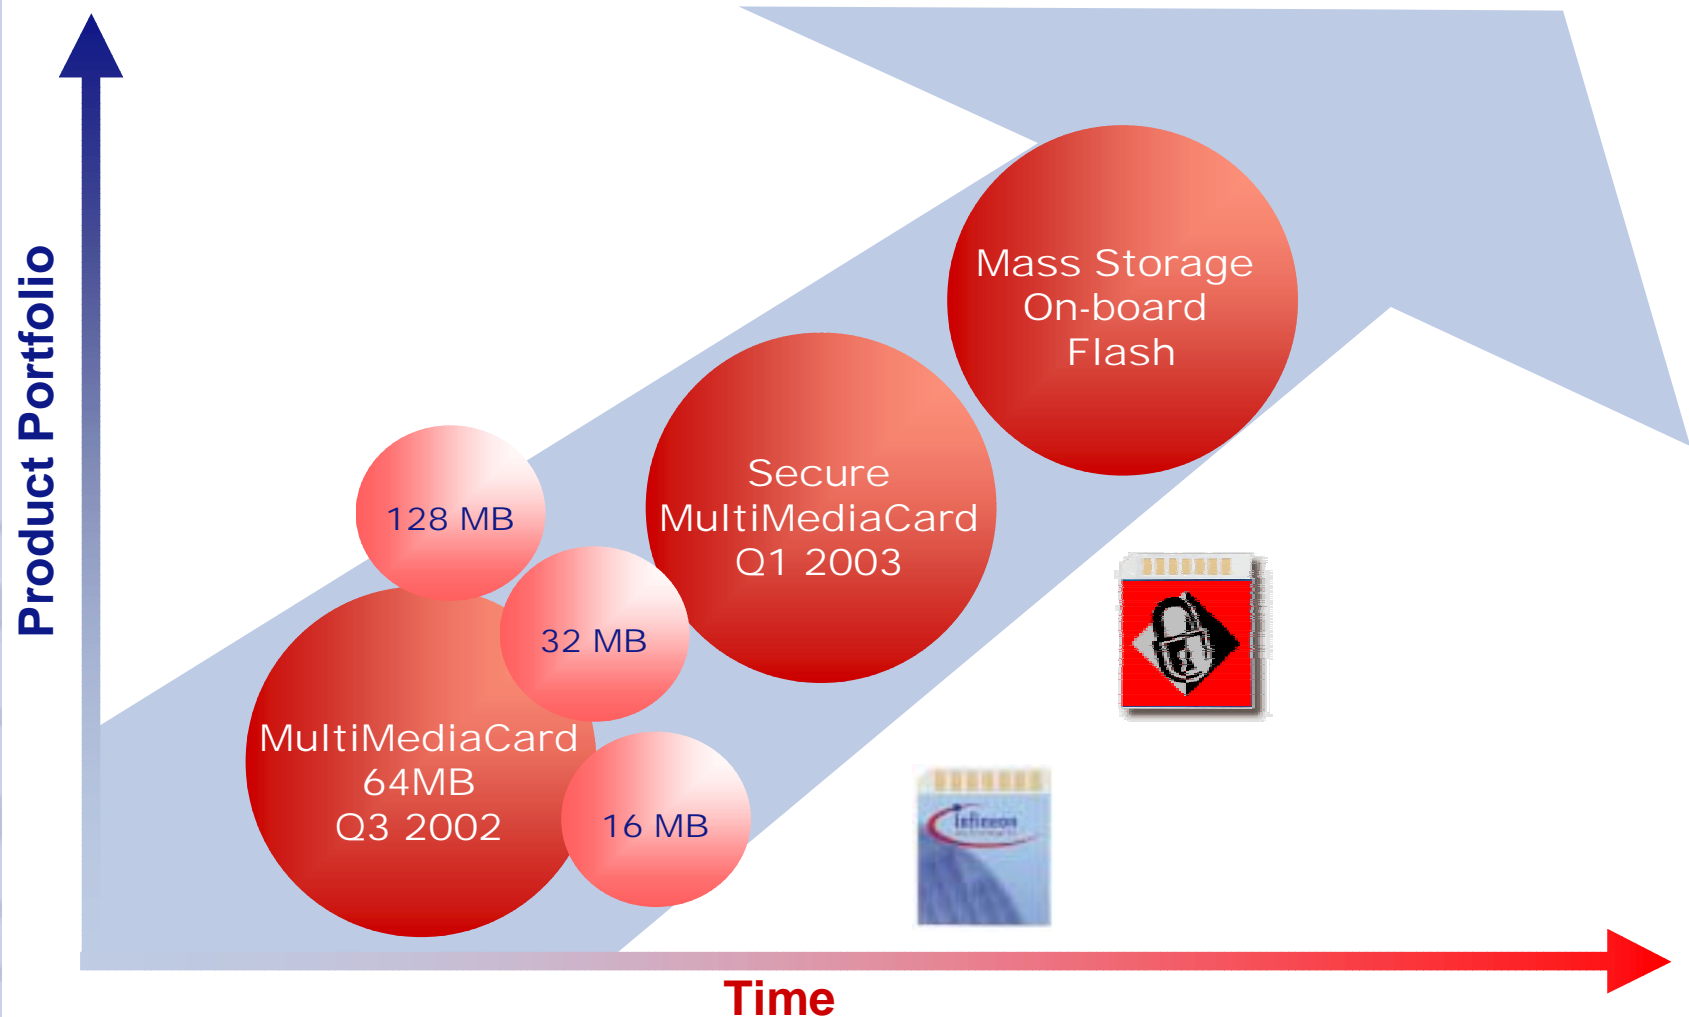 Product Portfolio
Mass Storage
On-board
Flash
Secure
MultiMediaCard
Q1 2003
128 MB
32 MB
MultiMediaCard
64MB
Q3 2002
16 MB
Infineon
Time